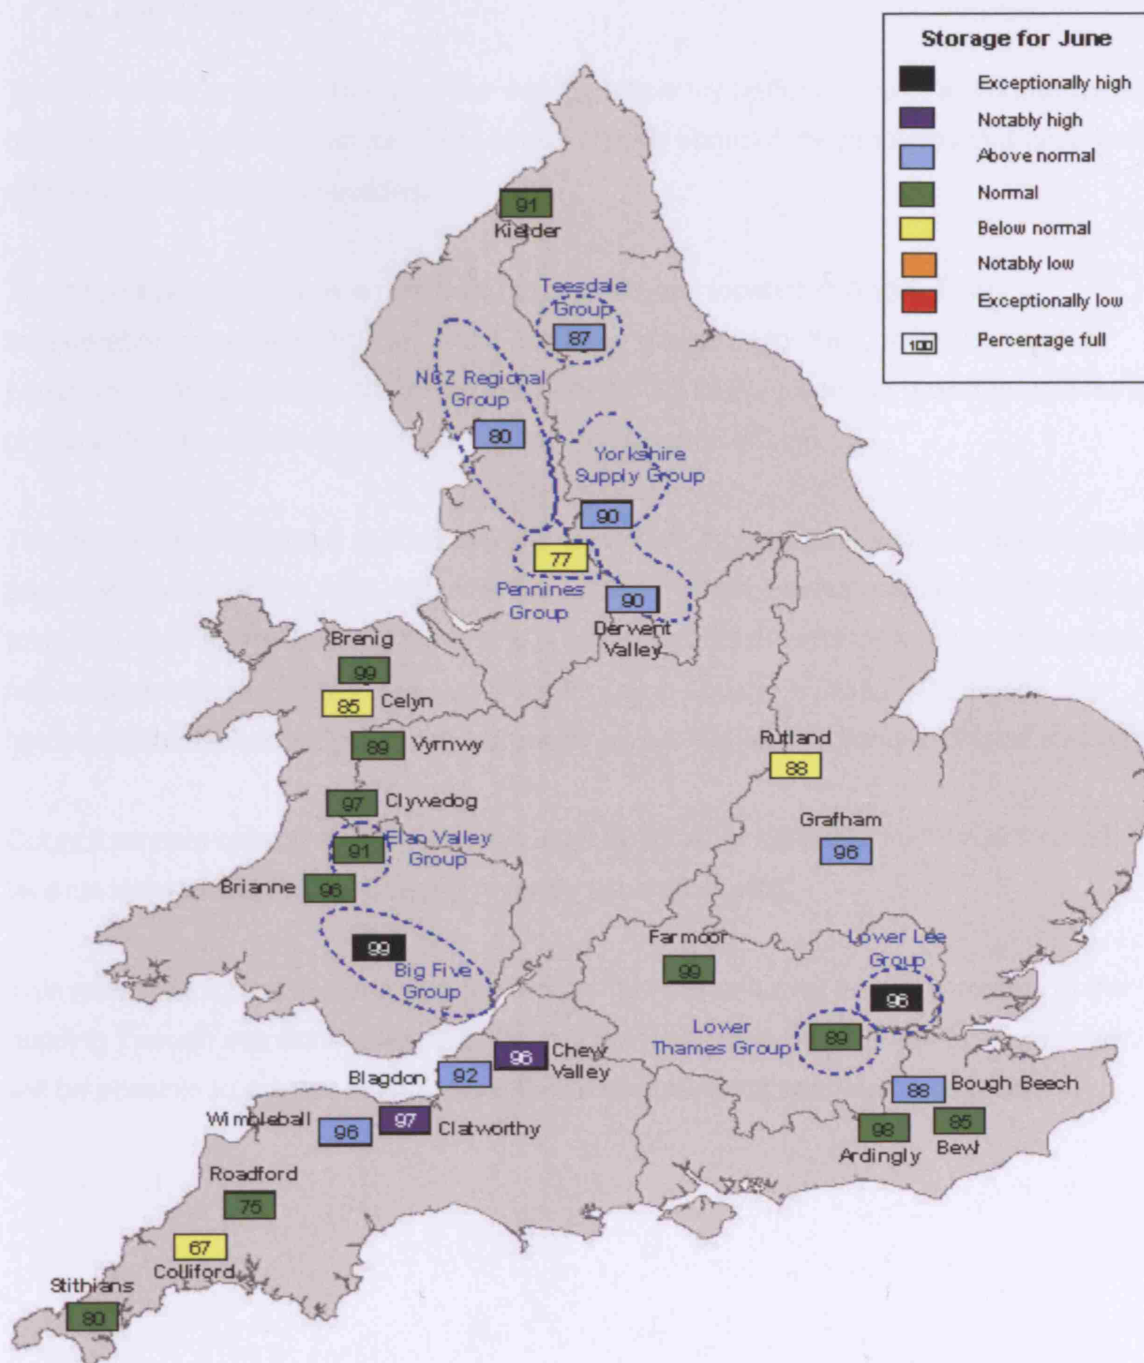 Storage for June
Exceptionally high
Notably high
Above normal
Normal
Below normal
Notably low
Exceptionally low
100 Percentage full
91
Kielder
Teesdale
Group
87
NCZ Regional
Group
80
Yorkshire
Supply Group
90
77
Pennines
Group
90
Derwent
Valley
Brenig
99
85 Celyn
89 Vyrnwy
97 Clywedog
91 Elan Valley
Group
Brianne 96
99
Big Five
Group
Rutland
88
Grafham
96
Farmoor
99
Lower Lee
Group
96
Lower
Thames Group
89
96 Chew
Valley
Blagdon 92
88 Bough Beech
Wimbleball 96
97 Clatworthy
98
Ardingly
85
Bewl
Roadford
75
67
Colliford
Stithians
80